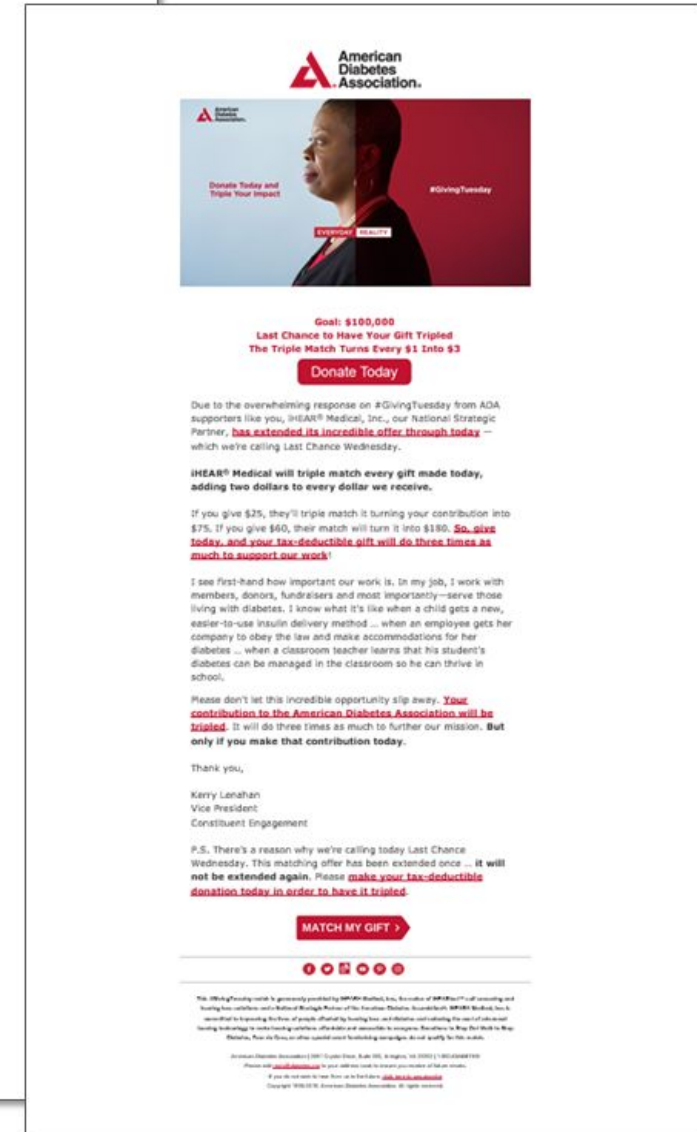 American
Diabetes
Association®
American
Diabetes
Association
Donate Today and
Triple Your Impact
#GivingTuesday
EVERYDAY REALITY
Goal: $100,000
Last Chance to Have Your Gift Tripled
The Triple Match Turns Every $1 Into $3
Donate Today
Due to the overwhelming response on #GivingTuesday from ADA
supporters like you, iHEAR® Medical, Inc., our National Strategic
Partner, has extended its incredible offer through today —
which we're calling Last Chance Wednesday.
iHEAR® Medical will triple match every gift made today,
adding two dollars to every dollar we receive.
If you give $25, they'll triple match it turning your contribution into
$75. If you give $60, their match will turn it into $180. So, give
today, and your tax-deductible gift will do three times as
much to support our work!
I see first-hand how important our work is. In my job, I work with
members, donors, fundraisers and most importantly—serve those
living with diabetes. I know what it's like when a child gets a new,
easier-to-use insulin delivery method ... when an employee gets her
company to obey the law and make accommodations for her
diabetes ... when a classroom teacher learns that his student's
diabetes can be managed in the classroom so he can thrive in
school.
Please don't let this incredible opportunity slip away. Your
contribution to the American Diabetes Association will be
tripled. It will do three times as much to further our mission. But
only if you make that contribution today.
Thank you,
Kerry Lenahan
Vice President
Constituent Engagement
P.S. There's a reason why we're calling today Last Chance
Wednesday. This matching offer has been extended once ... it will
not be extended again. Please make your tax-deductible
donation today in order to have it tripled.
MATCH MY GIFT >